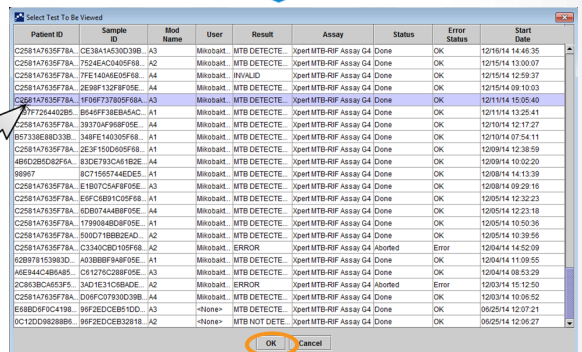 Select Test To Be Viewed
Patient ID Sample ID Mod Name User Result Assay Status Error Status Start Date
C2581A7635F78A... CE38A1A530D39B... A3 Mikobakt... MTB DETECTE... Xpert MTB-RIF Assay G4 Done OK 12/16/14 14:46:35
C2581A7635F78A... 7524EAC0405F68... A2 Mikobakt... MTB DETECTE... Xpert MTB-RIF Assay G4 Done OK 12/15/14 13:00:07
C2581A7635F78A... 7FE140A6E05F68... A4 Mikobakt... INVALID Xpert MTB-RIF Assay G4 Done OK 12/15/14 12:59:37
C2581A7635F78A... 2E98F132F8F05E... A4 Mikobakt... MTB DETECTE... Xpert MTB-RIF Assay G4 Done OK 12/15/14 09:10:03
C2581A7635F78A... 1F06F737805F68A... A3 Mikobakt... MTB DETECTE... Xpert MTB-RIF Assay G4 Done OK 12/11/14 15:05:40
97F7264402B5... B646FF38EBA5AC... A1 Mikobakt... MTB DETECTE... Xpert MTB-RIF Assay G4 Done OK 12/11/14 13:25:41
C2581A7635F78A... 39370AF968F05E... A4 Mikobakt... MTB DETECTE... Xpert MTB-RIF Assay G4 Done OK 12/10/14 12:17:27
B57338E88D33B... 348FE140305F68... A1 Mikobakt... MTB DETECTE... Xpert MTB-RIF Assay G4 Done OK 12/10/14 07:54:11
C2581A7635F78A... 2E3F150D605F68... A1 Mikobakt... MTB DETECTE... Xpert MTB-RIF Assay G4 Done OK 12/09/14 12:38:59
4B6D2B5D82F6A... 83DE793CA61B2E... A4 Mikobakt... MTB DETECTE... Xpert MTB-RIF Assay G4 Done OK 12/09/14 10:02:20
98967 8C71565744EDE5... A1 Mikobakt... MTB DETECTE... Xpert MTB-RIF Assay G4 Done OK 12/08/14 14:13:39
C2581A7635F78A... E1B07C5AF8F05E... A3 Mikobakt... MTB DETECTE... Xpert MTB-RIF Assay G4 Done OK 12/08/14 09:29:16
C2581A7635F78A... E6FC6B91C05F68... A1 Mikobakt... MTB DETECTE... Xpert MTB-RIF Assay G4 Done OK 12/05/14 12:32:23
C2581A7635F78A... 6DB074A4B8F05E... A4 Mikobakt... MTB DETECTE... Xpert MTB-RIF Assay G4 Done OK 12/05/14 12:23:18
C2581A7635F78A... 1799084BD8F05E... A1 Mikobakt... MTB DETECTE... Xpert MTB-RIF Assay G4 Done OK 12/05/14 10:50:36
C2581A7635F78A... 500D71BBB2EAD... A2 Mikobakt... MTB DETECTE... Xpert MTB-RIF Assay G4 Done OK 12/05/14 10:39:56
C2581A7635F78A... C3340CBD105F68... A2 Mikobakt... ERROR Xpert MTB-RIF Assay G4 Aborted Error 12/04/14 14:52:09
62B978153983D... A03BBBF9A8F05E... A1 Mikobakt... MTB DETECTE... Xpert MTB-RIF Assay G4 Done OK 12/04/14 11:09:55
A6E944C4B6A85... C61276C288F05E... A3 Mikobakt... MTB DETECTE... Xpert MTB-RIF Assay G4 Done OK 12/04/14 08:53:29
2C863BCA653F5... 3AD1E31C6BADE... A2 Mikobakt... ERROR Xpert MTB-RIF Assay G4 Aborted Error 12/03/14 15:12:50
C2581A7635F78A... D06FC07930D39B... A4 Mikobakt... MTB DETECTE... Xpert MTB-RIF Assay G4 Done OK 12/03/14 10:06:52
E68BD6F0C4198... 96F2EDCEB51DD... A3 <None> MTB DETECTE... Xpert MTB-RIF Assay G4 Done OK 06/25/14 12:07:21
0C12DD98288B6... 96F2EDCEB32818... A2 <None> MTB NOT DETE... Xpert MTB-RIF Assay G4 Done OK 06/25/14 12:06:27
OK Cancel